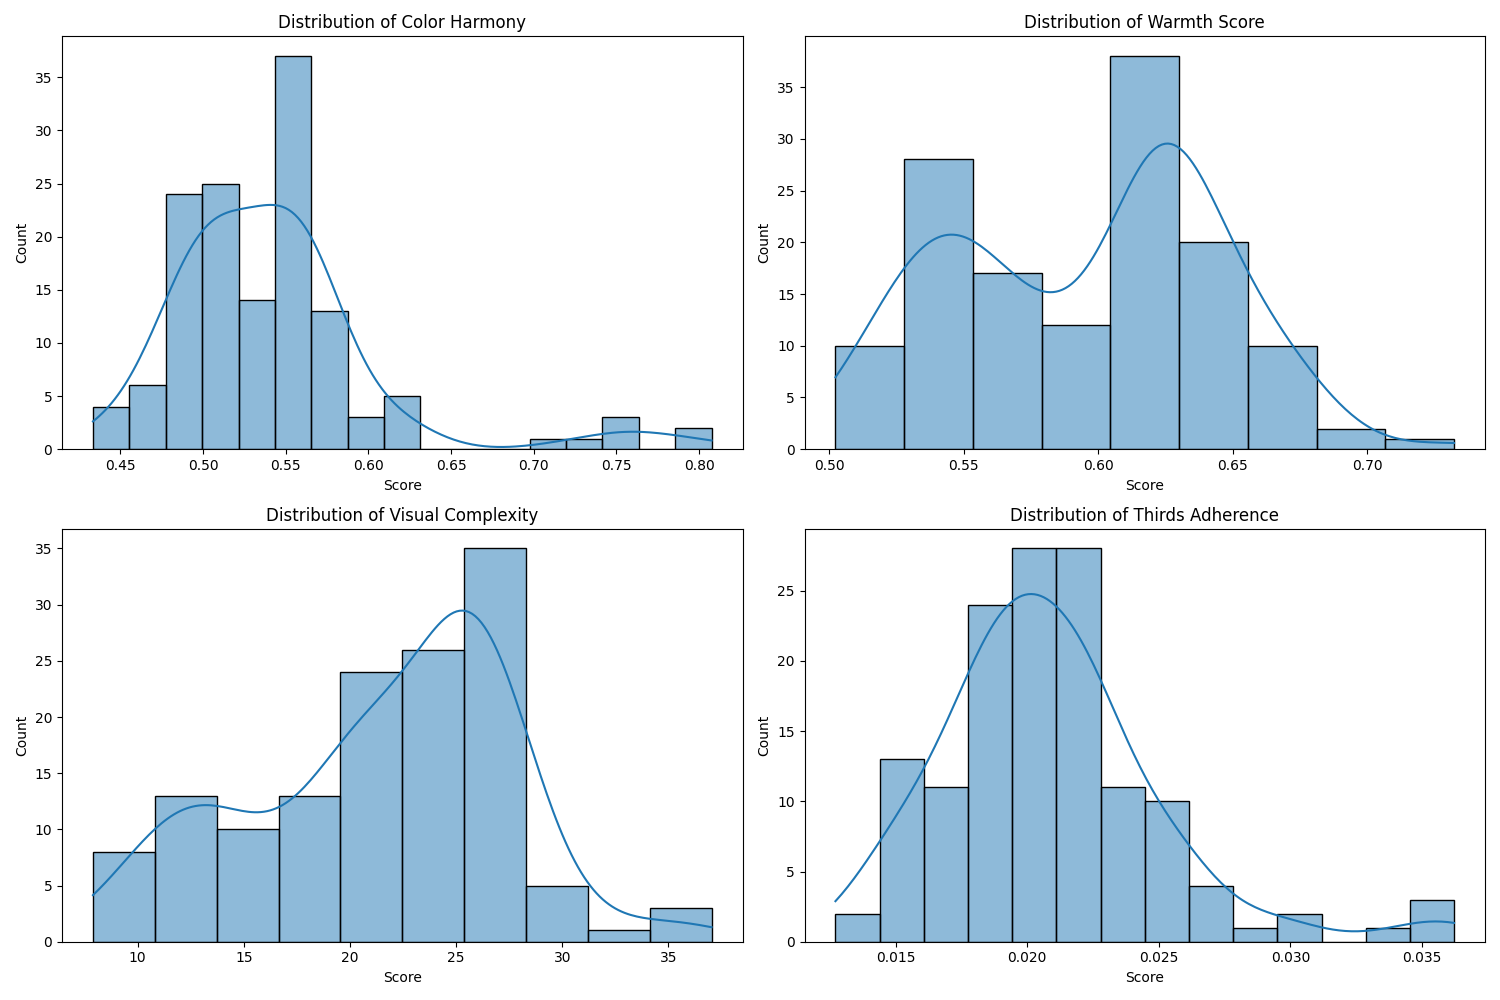 Distribution of Color Harmony
Count
35
30
25
20
15
10
5
0
0.45 0.50 0.55 0.60 0.65 0.70 0.75 0.80
Score
Distribution of Warmth Score
Count
35
30
25
20
15
10
5
0
0.50 0.55 0.60 0.65 0.70
Score
Distribution of Visual Complexity
Count
35
30
25
20
15
10
5
0
10 15 20 25 30 35
Score
Distribution of Thirds Adherence
Count
25
20
15
10
5
0
0.015 0.020 0.025 0.030 0.035
Score